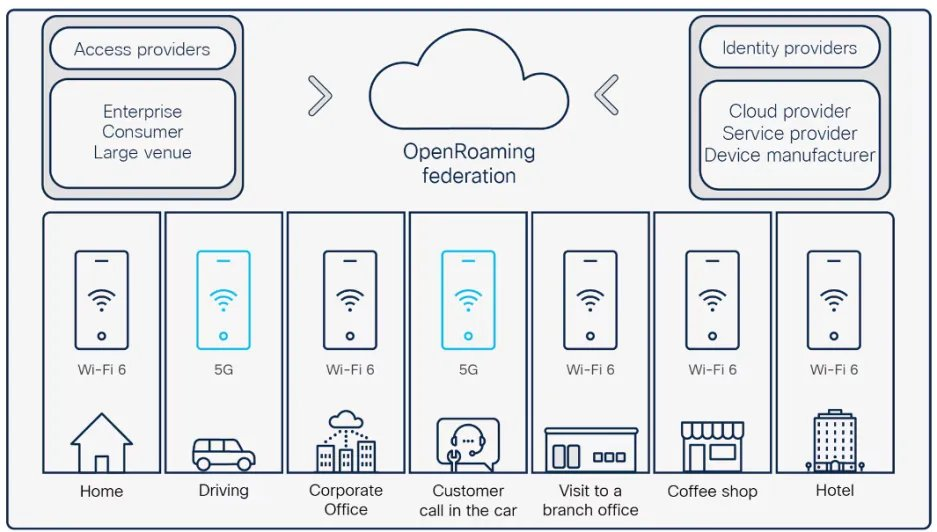 Access providers
Enterprise
Consumer
Large venue
OpenRoaming
federation
Identity providers
Cloud provider
Service provider
Device manufacturer
Wi-Fi 6
5G
Wi-Fi 6
5G
Wi-Fi 6
Wi-Fi 6
Wi-Fi 6
Home
Driving
Corporate
Office
Customer
call in the car
Visit to a
branch office
Coffee shop
Hotel